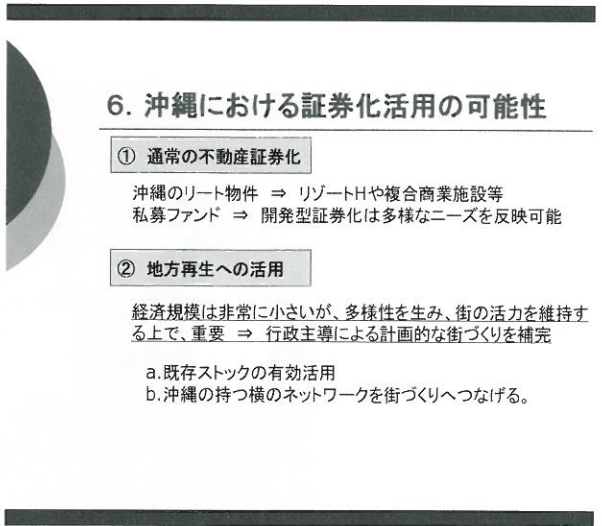 6. 沖縄における証券化活用の可能性
① 通常の不動産証券化
沖縄のリート物件 ⇒ リゾートHや複合商業施設等
私募ファンド ⇒ 開発型証券化は多様なニーズを反映可能
② 地方再生への活用
経済規模は非常に小さいが、多様性を生み、街の活力を維持す
る上で、重要 ⇒ 行政主導による計画的な街づくりを補完
a.既存ストックの有効活用
b.沖縄の持つ横のネットワークを街づくりへつなげる。